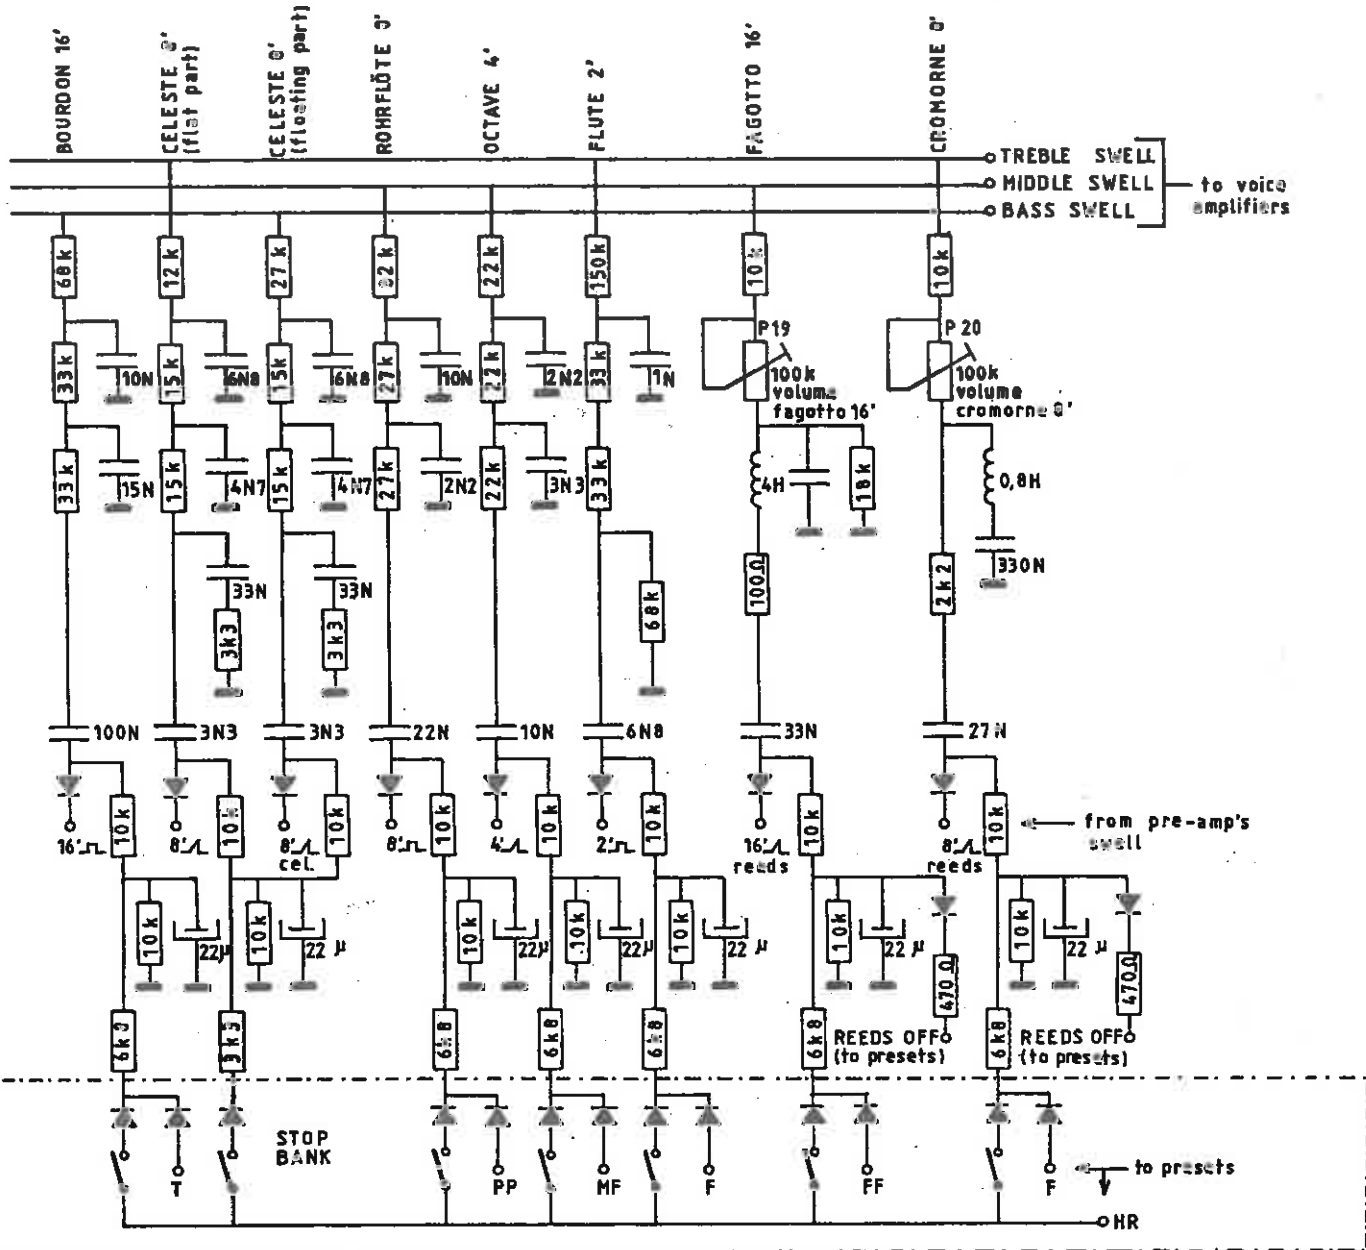 BOURDON 16'
CELESTE 8'
(flat part)
CELESTE 8'
(floating part)
ROHRFLÖTE 8'
OCTAVE 4'
FLUTE 2'
FAGOTTO 16'
CROMORNE 8'
TREBLE SWELL
MIDDLE SWELL
BASS SWELL
to voice
amplifiers
68k
12k
27k
82k
22k
150k
10k
10k
33k
10N
15k
6N8
15k
6N8
27k
10N
22k
2N2
33k
1N
P19
100k
volume
fagotto 16'
P20
100k
volume
cromorne 8'
33k
15N
15k
4N7
15k
4N7
27k
2N2
22k
3N3
33k
4H
18k
0,8H
33N
3k3
33N
3k3
68k
100Ω
2k2
330N
100N
3N3
3N3
22N
10N
6N8
33N
27N
10k
10k
10k
10k
10k
10k
10k
10k
16'
8'
8'
cel.
8'
4'
2'
16'
reeds
8'
reeds
from pre-amp's
swell
10k
22µ
10k
22 µ
10k
22µ
10k
22µ
10k
22 µ
10k
22 µ
470Ω
10k
22 µ
470Ω
6k8
6k8
6k8
6k8
6k8
6k8
REEDS OFF
(to presets)
REEDS OFF
(to presets)
STOP
BANK
T
PP
MF
F
FF
F
to presets
HR